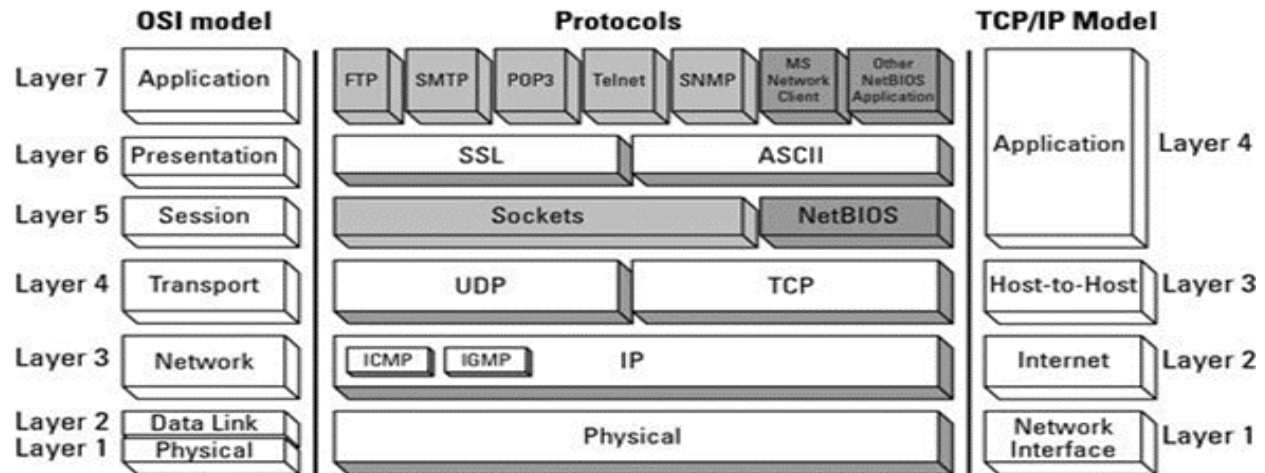 OSI model
Protocols
TCP/IP Model
Layer 7
Application
FTP
SMTP
POP3
Telnet
SNMP
MS
Network
Client
Other
NetBIOS
Application
Application
Layer 4
Layer 6
Presentation
SSL
ASCII
Layer 5
Session
Sockets
NetBIOS
Layer 4
Transport
UDP
TCP
Host-to-Host
Layer 3
Layer 3
Network
ICMP
IGMP
IP
Internet
Layer 2
Layer 2
Data Link
Layer 1
Physical
Physical
Network
Interface
Layer 1